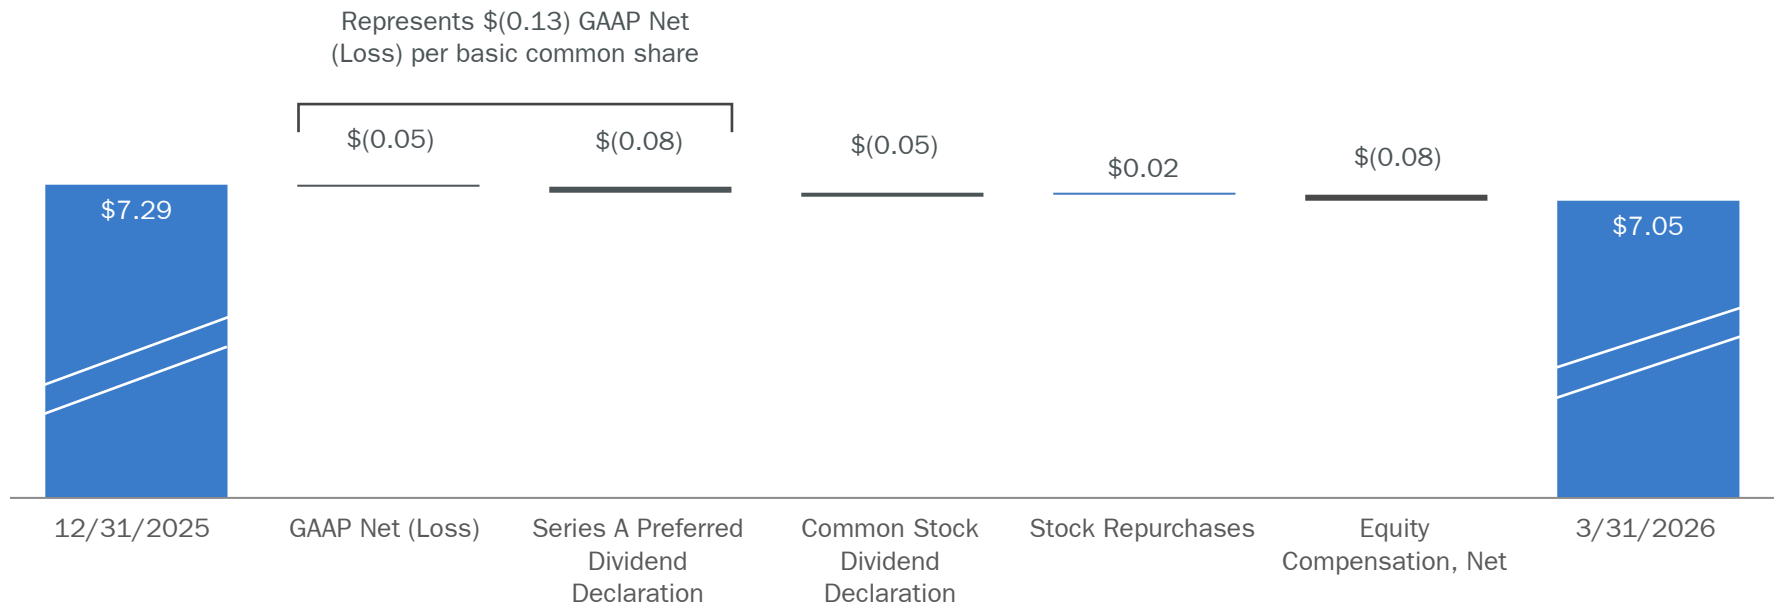 Represents $(0.13) GAAP Net
(Loss) per basic common share
$(0.05)
$(0.08)
$(0.05)
$0.02
$(0.08)
$7.29
$7.05
12/31/2025
GAAP Net (Loss)
Series A Preferred
Dividend
Declaration
Common Stock
Dividend
Declaration
Stock Repurchases
Equity
Compensation, Net
3/31/2026